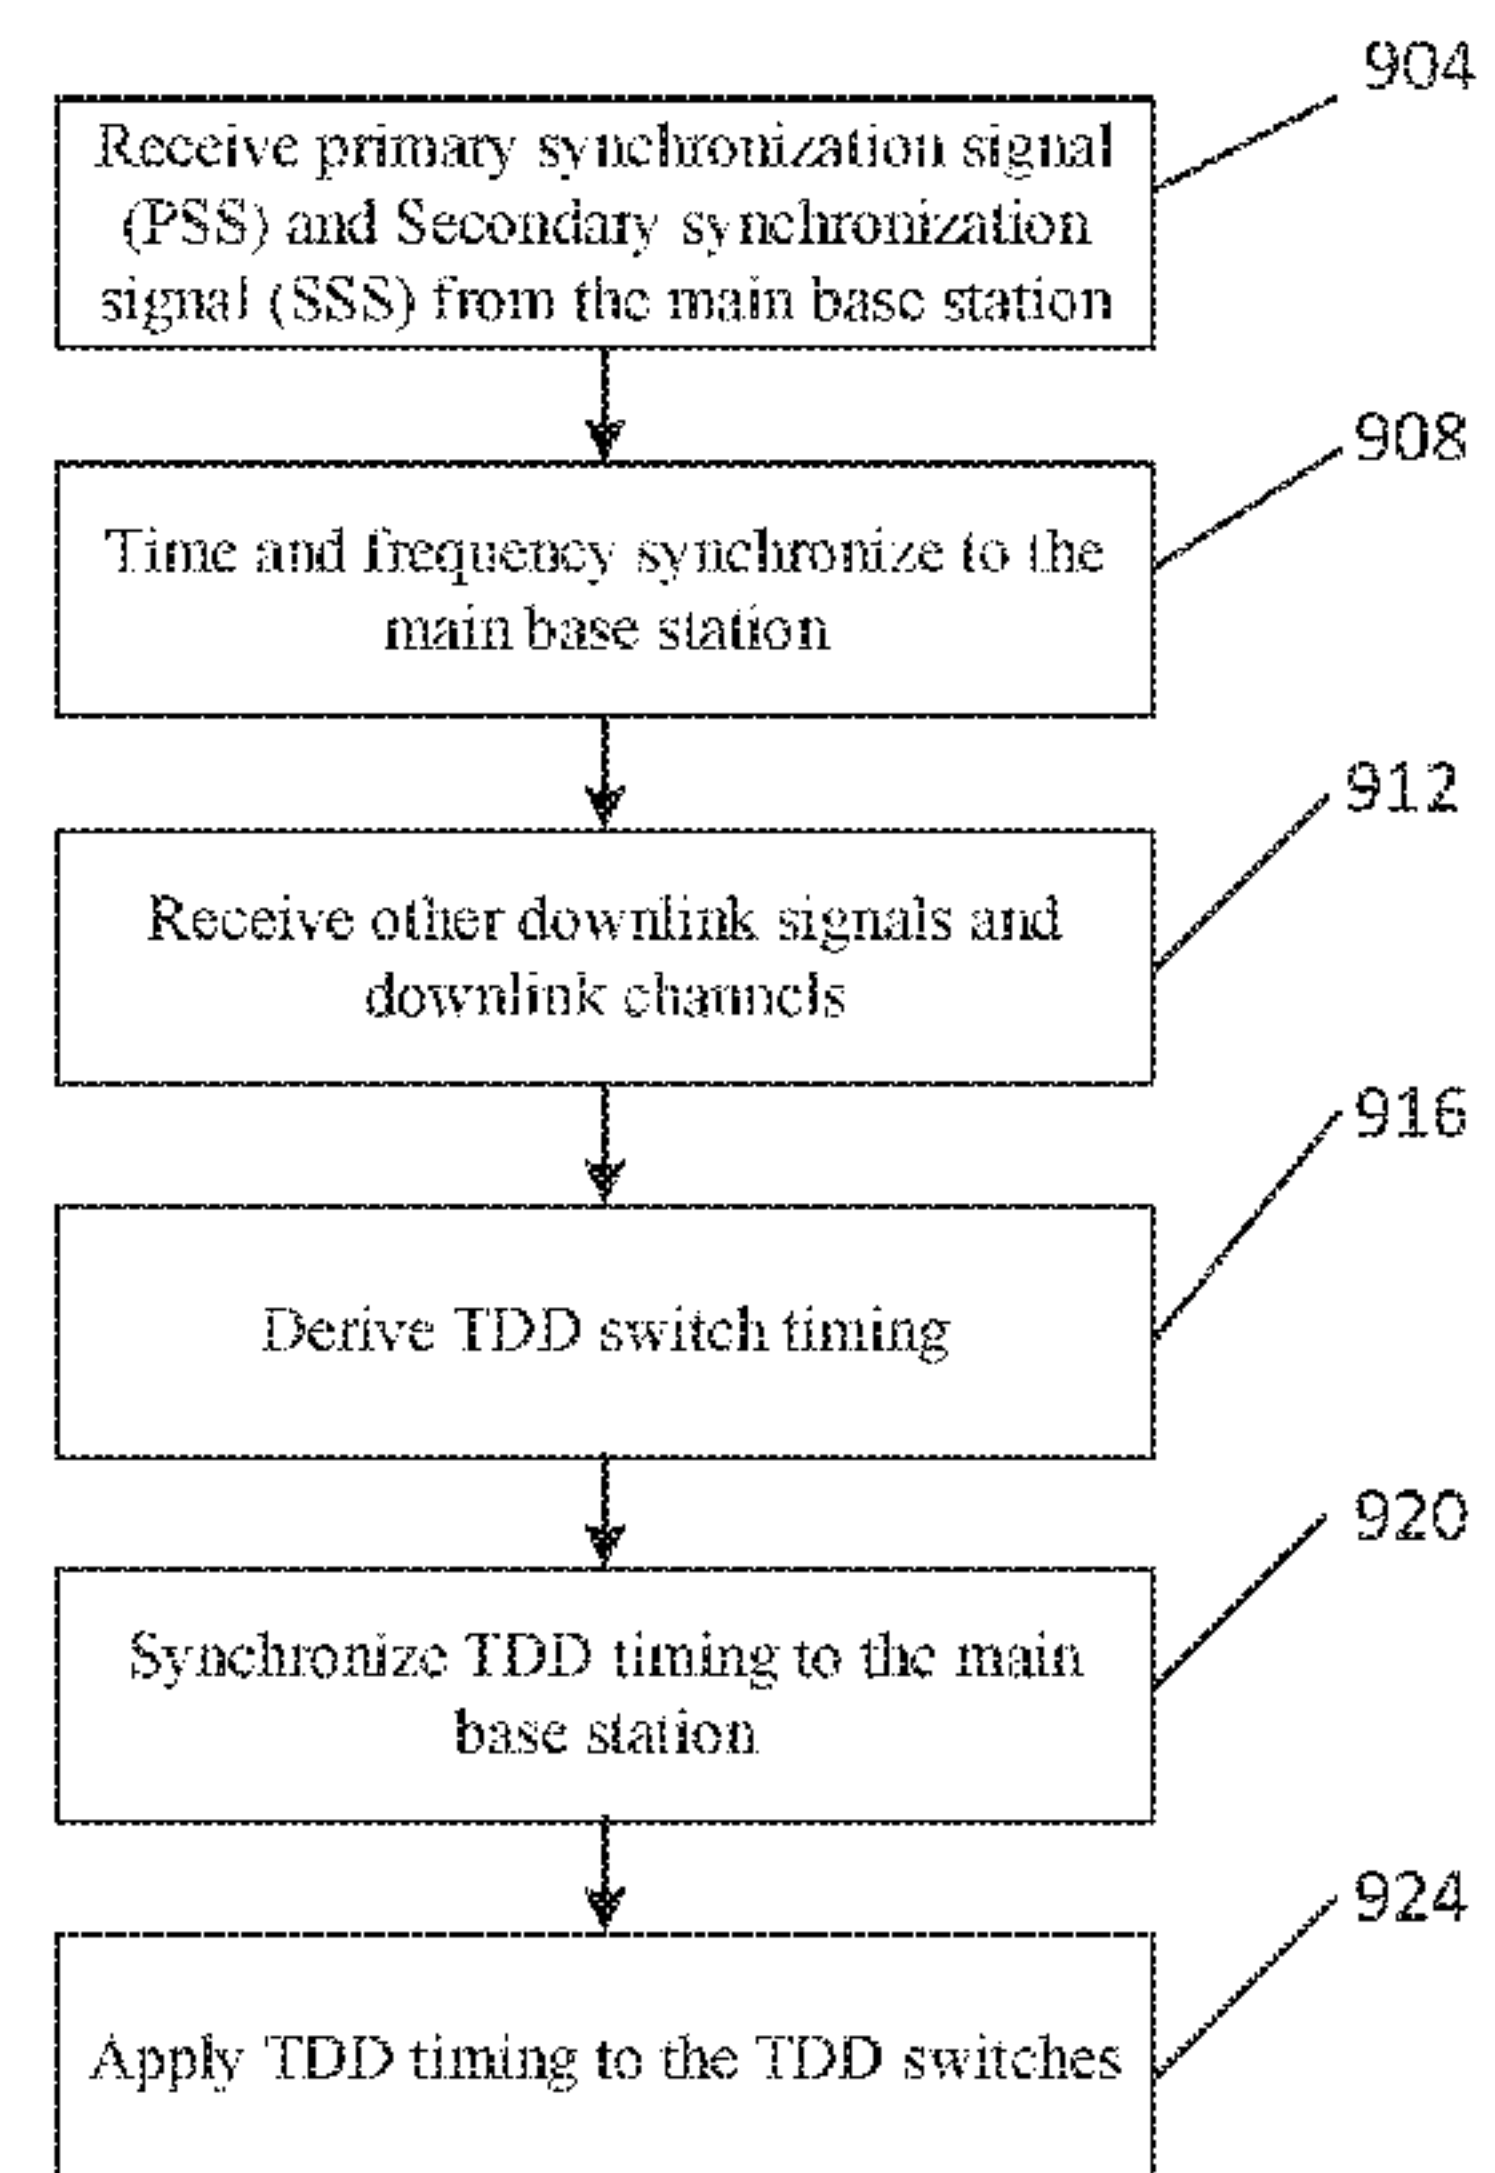 904
Receive primary synchronization signal
(PSS) and Secondary synchronization
signal (SSS) from the main base station
908
Time and frequency synchronize to the
main base station
912
Receive other downlink signals and
downlink channels
916
Derive TDD switch timing
920
Synchronize TDD timing to the main
base station
924
Apply TDD timing to the TDD switches